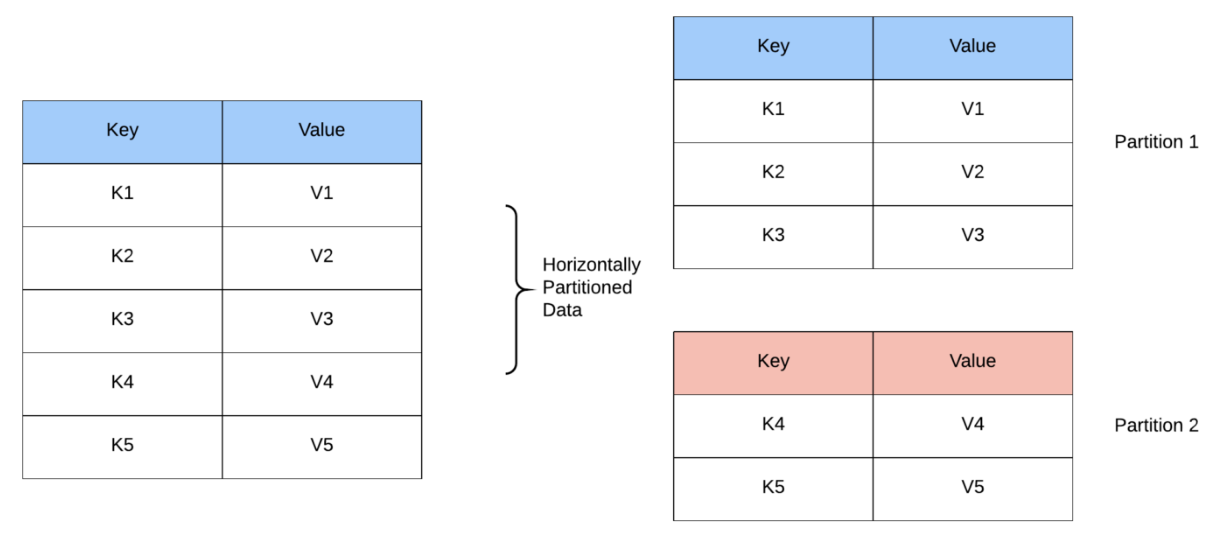 Key Value
K1 V1
K2 V2
K3 V3
K4 V4
K5 V5
Horizontally
Partitioned
Data
Key Value
K1 V1
K2 V2
K3 V3
Partition 1
Key Value
K4 V4
K5 V5
Partition 2